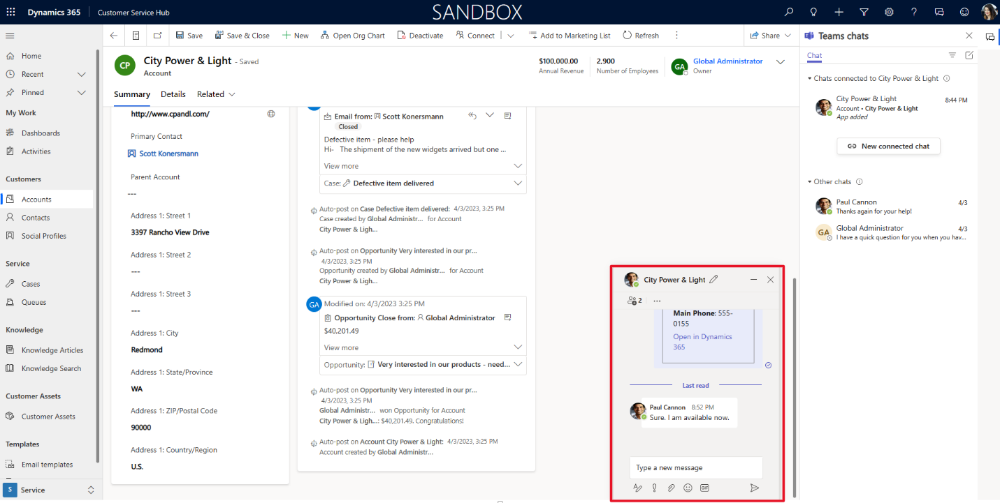 Dynamics 365
Customer Service Hub
SANDBOX
Save
Save & Close
New
Open Org Chart
Deactivate
Connect
Add to Marketing List
Refresh
Share
Home
Recent
Pinned
My Work
Dashboards
Activities
Customers
Accounts
Contacts
Social Profiles
Service
Cases
Queues
Knowledge
Knowledge Articles
Knowledge Search
Customer Assets
Customer Assets
Templates
Email templates
S
Service
CP
City Power & Light - Saved
Account
$100,000.00
Annual Revenue
2,900
Number of Employees
GA
Global Administrator
Owner
Summary
Details
Related
http://www.cpandl.com/
Primary Contact
Scott Konersmann
Parent Account
---
Address 1: Street 1
3397 Rancho View Drive
Address 1: Street 2
---
Address 1: Street 3
---
Address 1: City
Redmond
Address 1: State/Province
WA
Address 1: ZIP/Postal Code
90000
Address 1: Country/Region
U.S.
Email from: Scott Konersmann
Closed
Defective item - please help
Hi- The shipment of the new widgets arrived but one ...
View more
Case: Defective item delivered
Auto-post on Case Defective item delivered: 4/3/2023, 3:25 PM
Case created by Global Administr... for Account
City Power & Ligh...
Auto-post on Opportunity Very interested in our pr...
4/3/2023, 3:25 PM
Opportunity created by Global Administr... for Account
City Power & Ligh...
GA
Modified on: 4/3/2023 3:25 PM
Opportunity Close from: Global Administrator
$40,201.49
View more
Opportunity: Very interested in our products - need...
Auto-post on Opportunity Very interested in our pr...
4/3/2023, 3:25 PM
Global Administr... won Opportunity for Account
City Power & Ligh...: $40,201.49. Congratulations!
Auto-post on Account City Power & Light: 4/3/2023, 3:25 PM
Account created by Global Administr...
City Power & Light
2
...
Main Phone: 555-
0155
Open in Dynamics
365
Last read
Paul Cannon 8:52 PM
Sure. I am available now.
Type a new message
GIF
Teams chats
Chat
Chats connected to City Power & Light
City Power & Light
8:44 PM
Account • City Power & Light
App added
New connected chat
Other chats
Paul Cannon
4/3
Thanks again for your help!
GA
Global Administrator
4/3
I have a quick question for you when you hav...